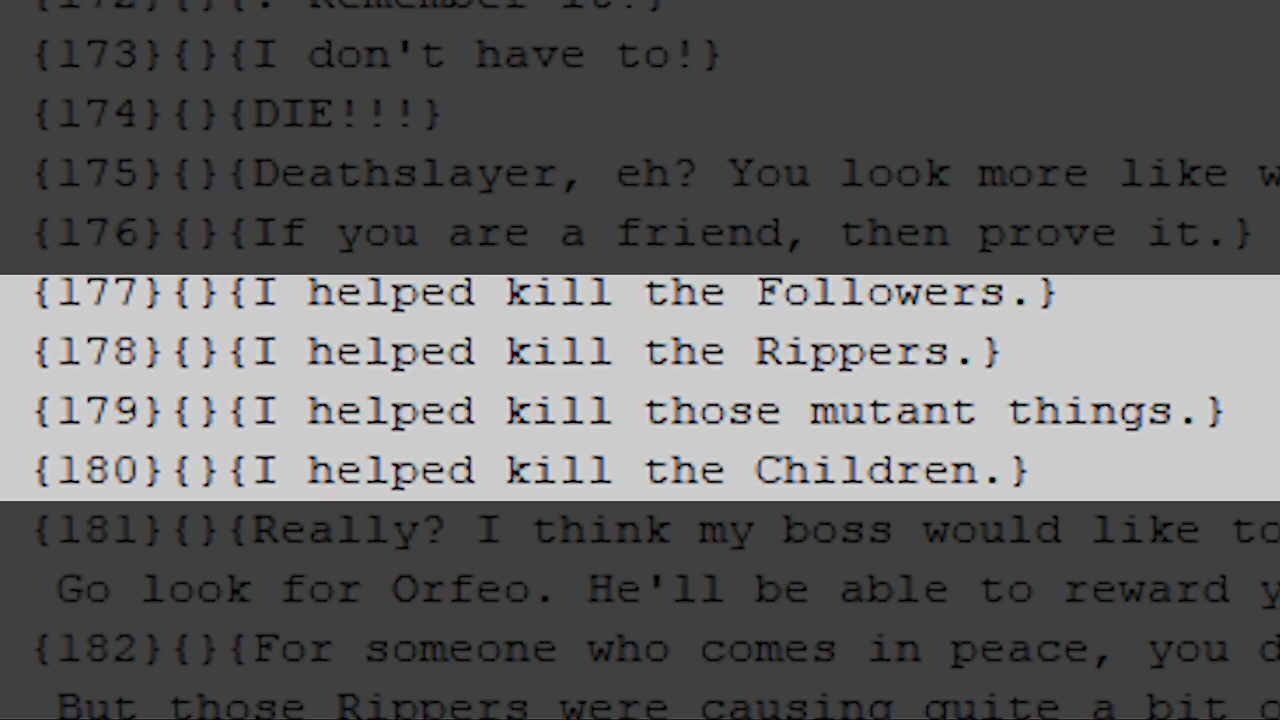 {172}{}{. Remember it!}
{173}{}{I don't have to!}
{174}{}{DIE!!!}
{175}{}{Deathslayer, eh? You look more like
{176}{}{If you are a friend, then prove it.}
{177}{}{I helped kill the Followers.}
{178}{}{I helped kill the Rippers.}
{179}{}{I helped kill those mutant things.}
{180}{}{I helped kill the Children.}
{181}{}{Really? I think my boss would like to
Go look for Orfeo. He'll be able to reward
{182}{}{For someone who comes in peace, you
But those Rippers were causing quite a bit